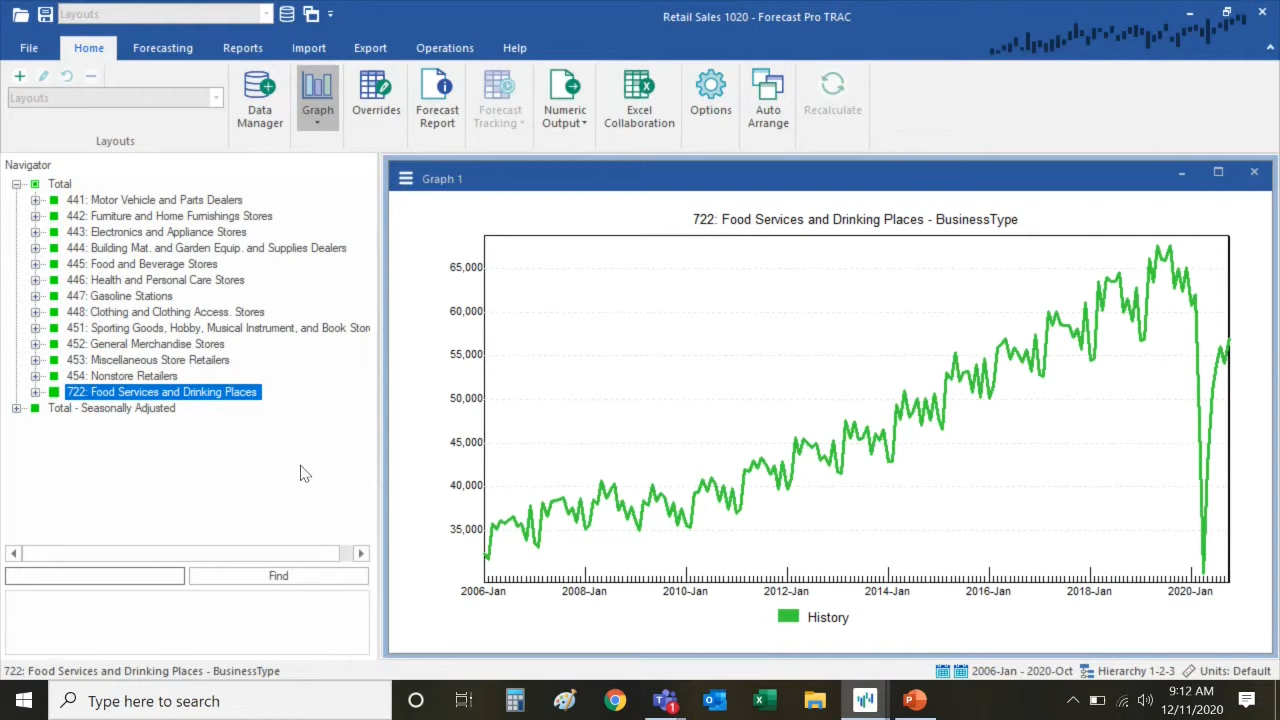 Layouts
Retail Sales 1020 - Forecast Pro TRAC
File Home Forecasting Reports Import Export Operations Help
Layouts
Layouts
Data Manager
Graph
Overrides
Forecast Report
Forecast Tracking
Numeric Output
Excel Collaboration
Options
Auto Arrange
Recalculate
Navigator
Total
441: Motor Vehicle and Parts Dealers
442: Furniture and Home Furnishings Stores
443: Electronics and Appliance Stores
444: Building Mat. and Garden Equip. and Supplies Dealers
445: Food and Beverage Stores
446: Health and Personal Care Stores
447: Gasoline Stations
448: Clothing and Clothing Access. Stores
451: Sporting Goods, Hobby, Musical Instrument, and Book Stor
452: General Merchandise Stores
453: Miscellaneous Store Retailers
454: Nonstore Retailers
722: Food Services and Drinking Places
Total - Seasonally Adjusted
Find
Graph 1
722: Food Services and Drinking Places - BusinessType
65,000
60,000
55,000
50,000
45,000
40,000
35,000
2006-Jan 2008-Jan 2010-Jan 2012-Jan 2014-Jan 2016-Jan 2018-Jan 2020-Jan
History
722: Food Services and Drinking Places - BusinessType
2006-Jan - 2020-Oct Hierarchy 1-2-3 Units: Default
Type here to search
1
9:12 AM
12/11/2020